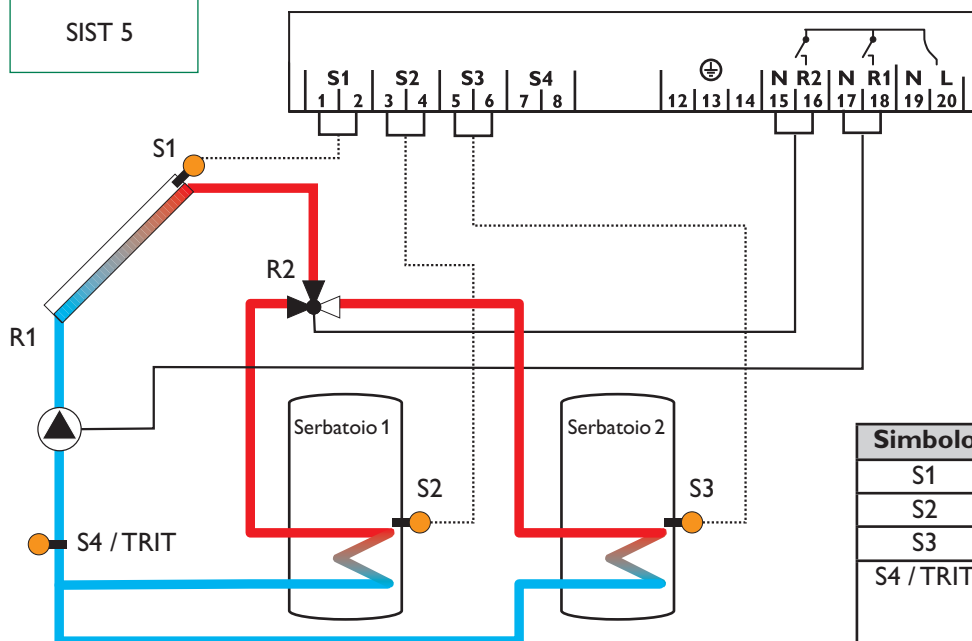 SIST 5
S1 S2 S3 S4 N R2 N R1 N L
1 2 3 4 5 6 7 8 12 13 14 15 16 17 18 19 20
S1
R2
R1
Serbatoio 1
Serbatoio 2
S2
S3
S4 / TRIT
Simbolo
S1
S2
S3
S4 / TRIT